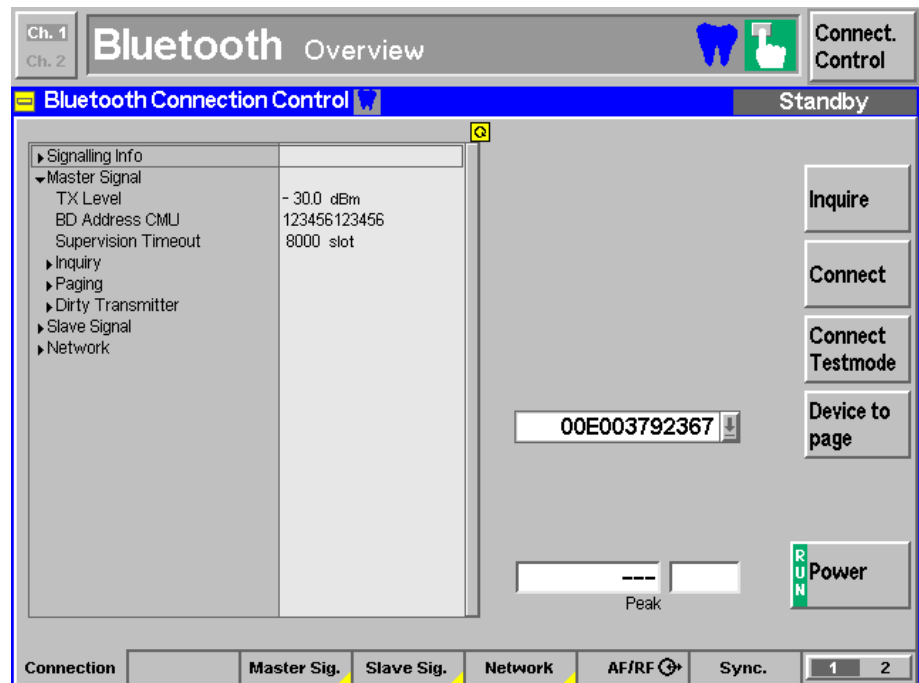 Ch. 1
Ch. 2
Bluetooth Overview
Connect.
Control
Bluetooth Connection Control
Standby
Signalling Info
Master Signal
TX Level - 30.0 dBm
BD Address CMU 123456123456
Supervision Timeout 8000 slot
Inquiry
Paging
Dirty Transmitter
Slave Signal
Network
Inquire
Connect
Connect
Testmode
00E003792367
Device to
page
---
Peak
RUN
Power
Connection
Master Sig.
Slave Sig.
Network
AF/RF
Sync.
1 2